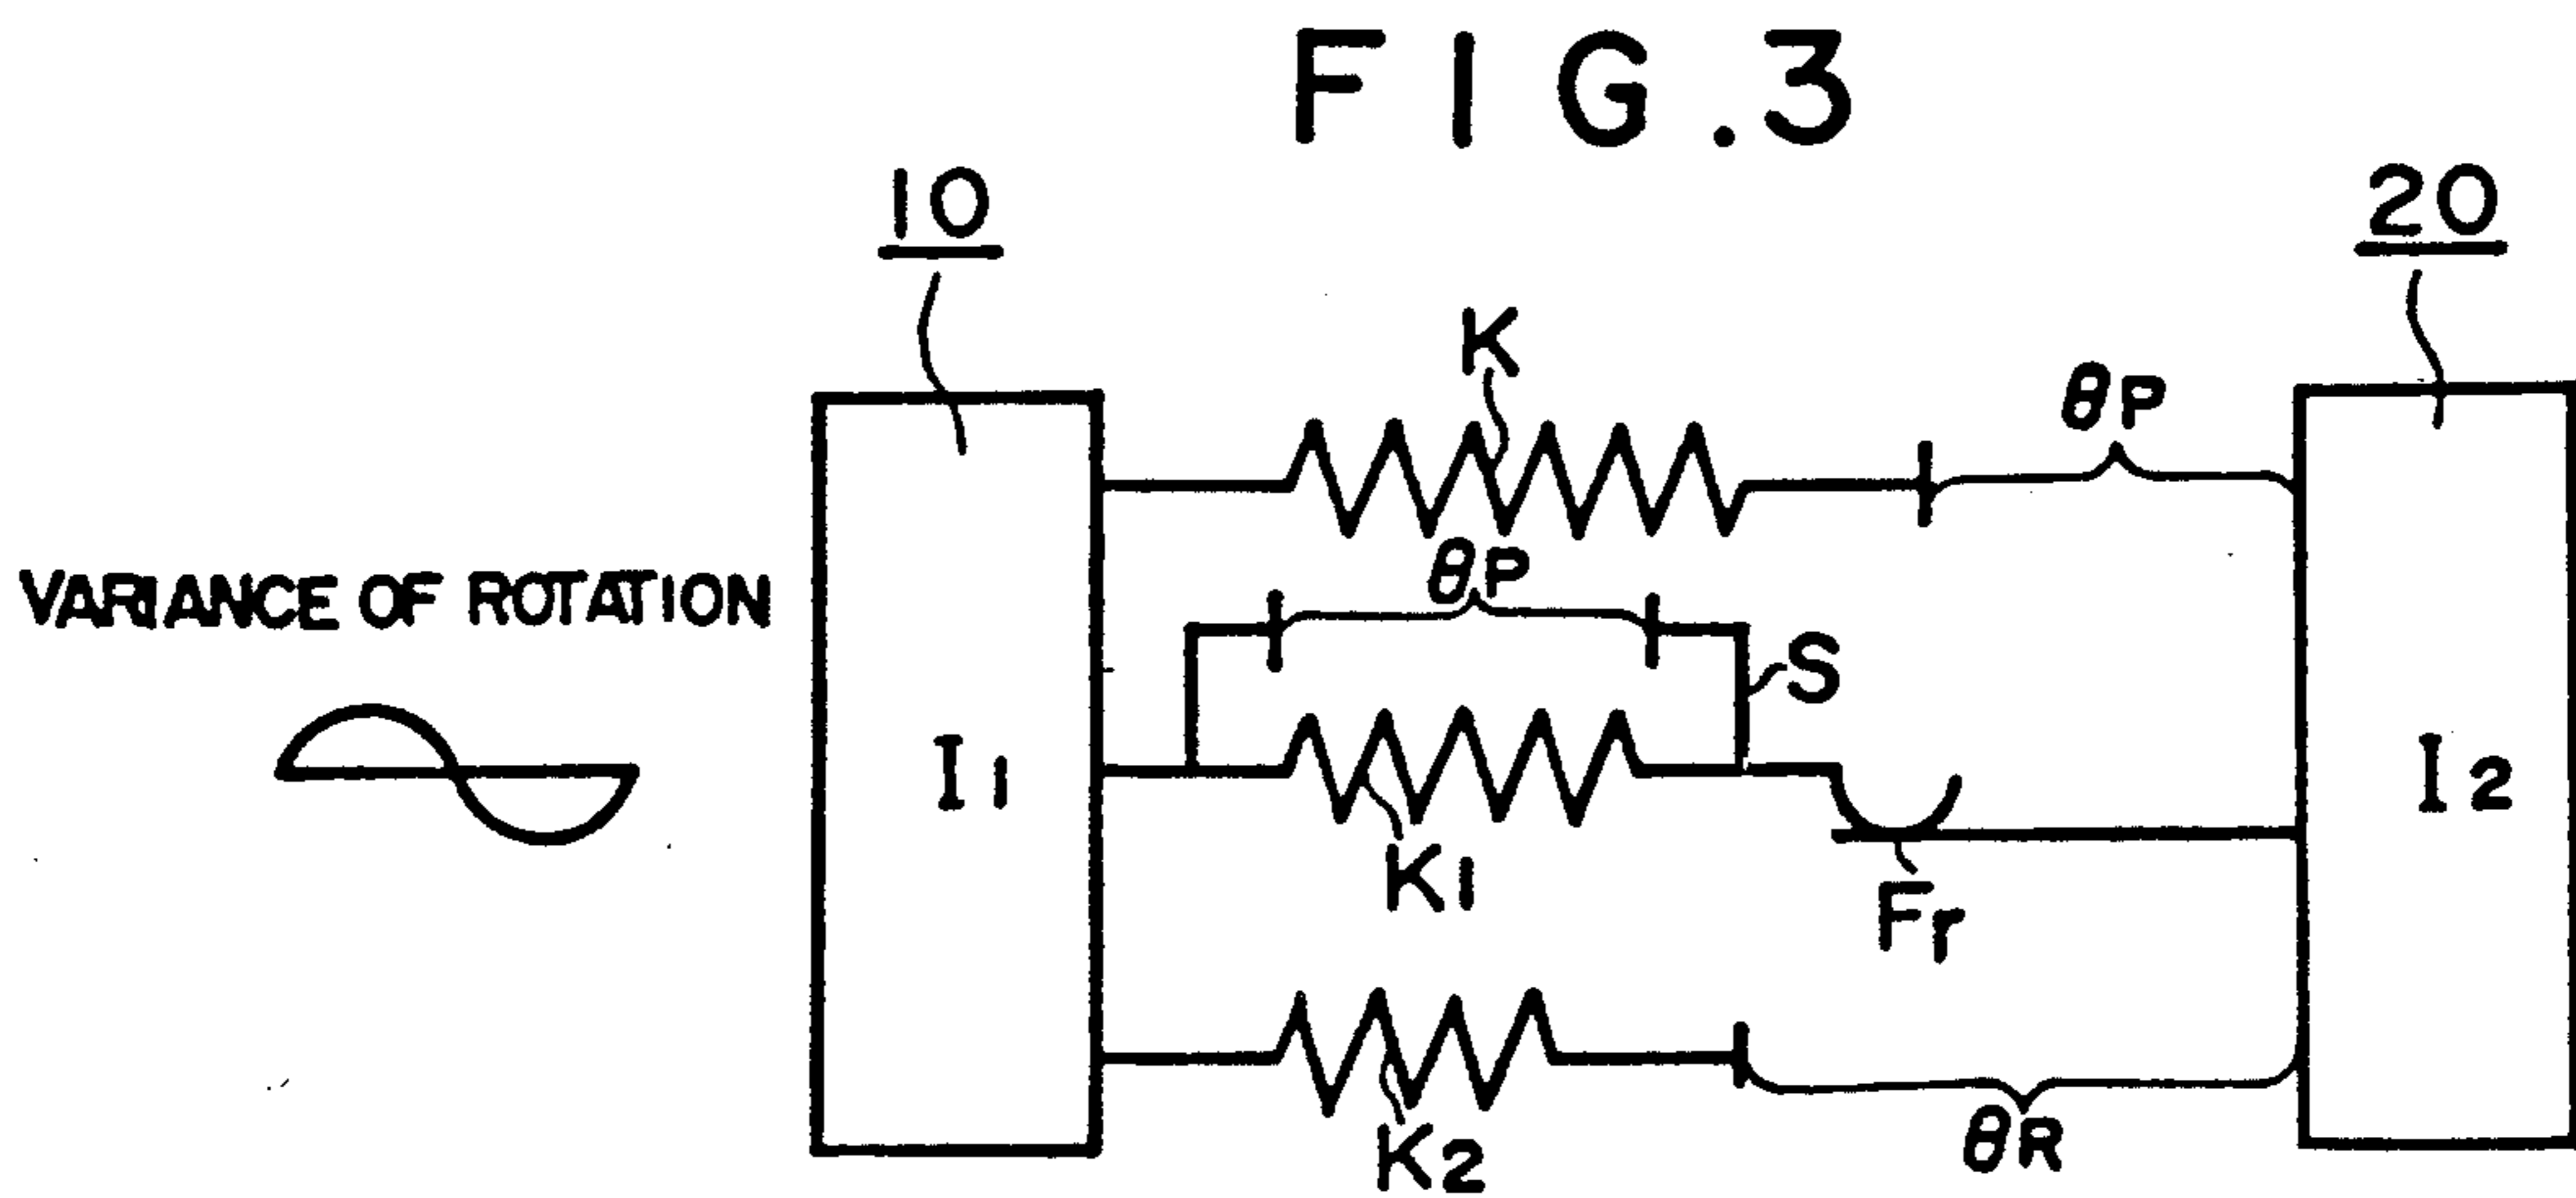 FIG.3
10
20
K
θP
θP
VARIANCE OF ROTATION
S
I1
I2
K1
Fr
K2
θR